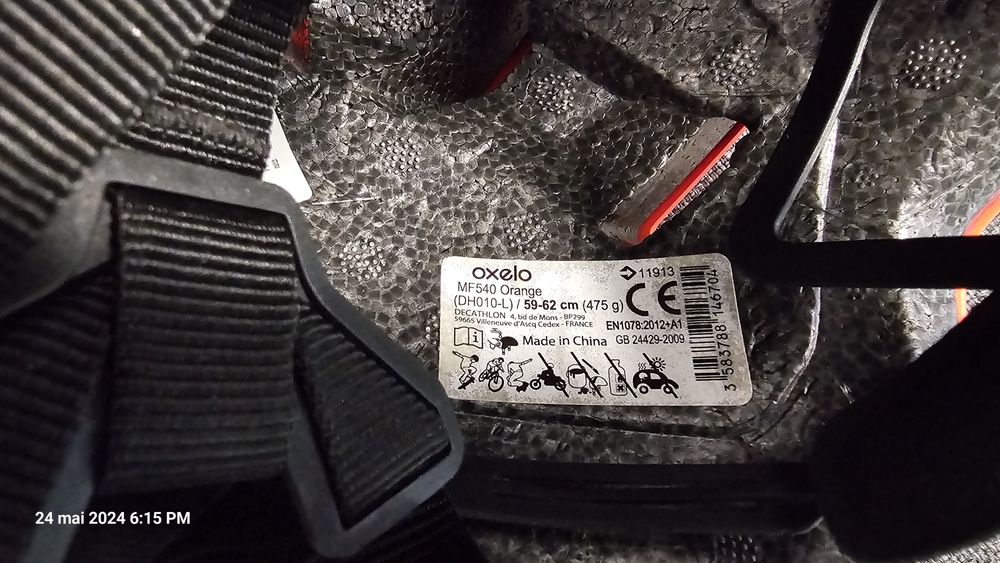 oxelo
11913
MF540 Orange
(DH010-L) / 59-62 cm (475 g)
CE
DECATHLON 4, bd de Mons - BP299
59665 Villeneuve d'Ascq Cedex - FRANCE
EN1078:2012+A1
Made in China
GB 24429-2009
3 583788 146704
24 mai 2024 6:15 PM